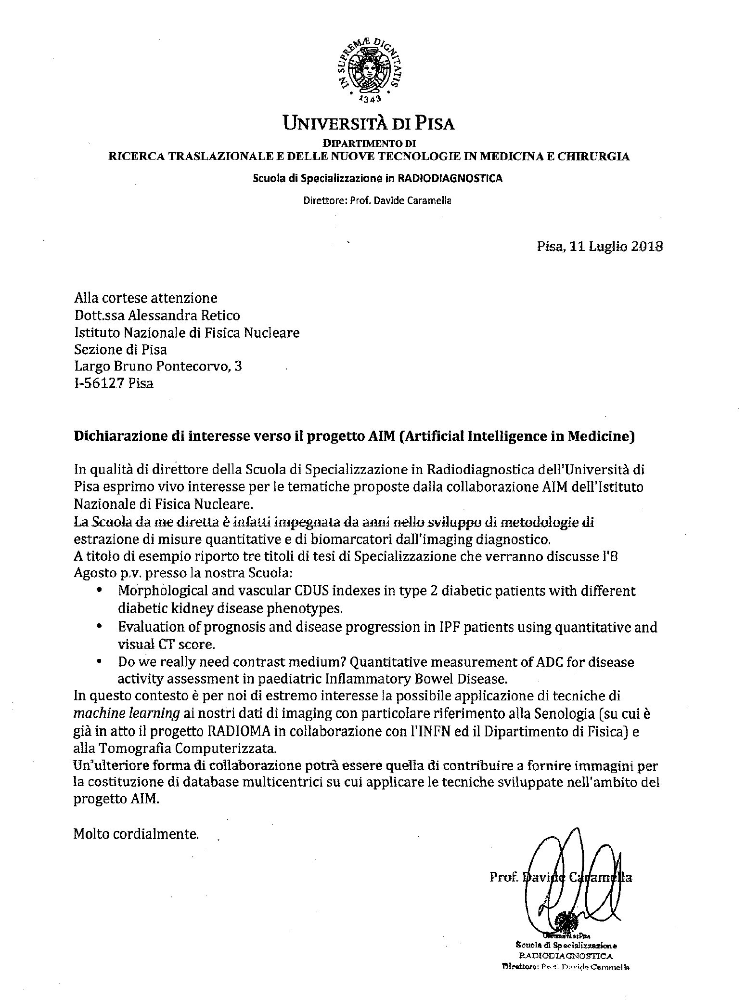 IN SUPREMÆ DIGNITATIS
1343
UNIVERSITÀ DI PISA
DIPARTIMENTO DI
RICERCA TRASLAZIONALE E DELLE NUOVE TECNOLOGIE IN MEDICINA E CHIRURGIA
Scuola di Specializzazione in RADIODIAGNOSTICA
Direttore: Prof. Davide Caramella
Pisa, 11 Luglio 2018
Alla cortese attenzione
Dott.ssa Alessandra Retico
Istituto Nazionale di Fisica Nucleare
Sezione di Pisa
Largo Bruno Pontecorvo, 3
I-56127 Pisa
Dichiarazione di interesse verso il progetto AIM (Artificial Intelligence in Medicine)
In qualità di direttore della Scuola di Specializzazione in Radiodiagnostica dell'Università di
Pisa esprimo vivo interesse per le tematiche proposte dalla collaborazione AIM dell'Istituto
Nazionale di Fisica Nucleare.
La Scuola da me diretta è infatti impegnata da anni nello sviluppo di metodologie di
estrazione di misure quantitative e di biomarcatori dall'imaging diagnostico.
A titolo di esempio riporto tre titoli di tesi di Specializzazione che verranno discusse l'8
Agosto p.v. presso la nostra Scuola:
• Morphological and vascular CDUS indexes in type 2 diabetic patients with different
diabetic kidney disease phenotypes.
• Evaluation of prognosis and disease progression in IPF patients using quantitative and
visual CT score.
• Do we really need contrast medium? Quantitative measurement of ADC for disease
activity assessment in paediatric Inflammatory Bowel Disease.
In questo contesto è per noi di estremo interesse la possibile applicazione di tecniche di
machine learning ai nostri dati di imaging con particolare riferimento alla Senologia (su cui è
già in atto il progetto RADIOMA in collaborazione con l'INFN ed il Dipartimento di Fisica) e
alla Tomografia Computerizzata.
Un'ulteriore forma di collaborazione potrà essere quella di contribuire a fornire immagini per
la costituzione di database multicentrici su cui applicare le tecniche sviluppate nell'ambito del
progetto AIM.
Molto cordialmente.
Prof. Davide Caramella
UNIVERSITÀ DI PISA
Scuola di Specializzazione
RADIODIAGNOSTICA
Direttore: Prof. Davide Caramella